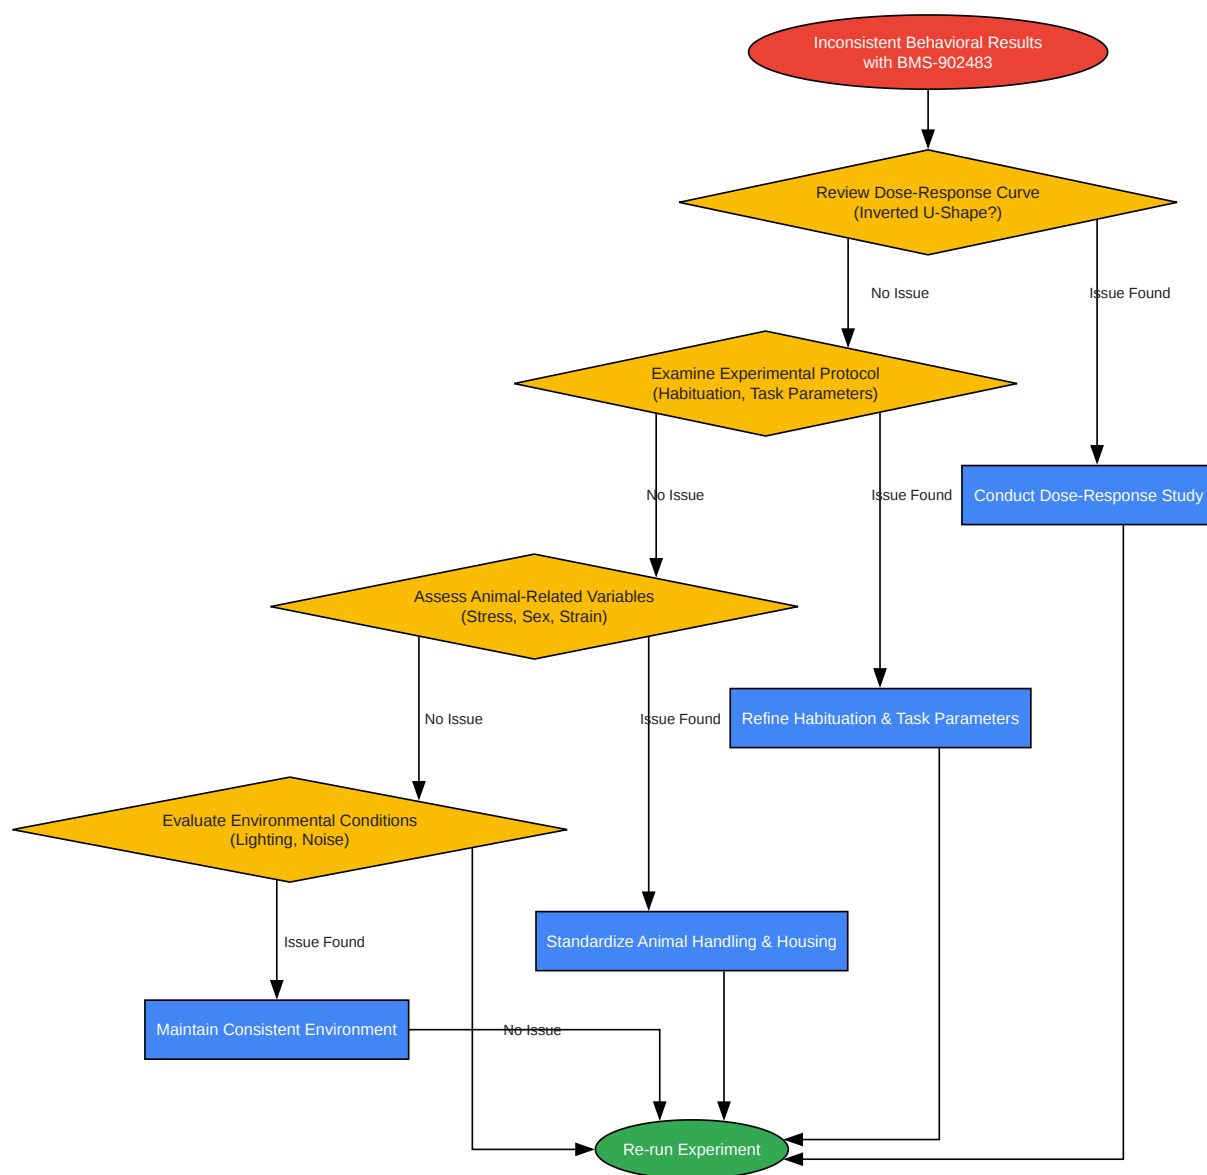 Inconsistent Behavioral Results
with BMS-902483
Review Dose-Response Curve
(Inverted U-Shape?)
No Issue
Issue Found
Examine Experimental Protocol
(Habituation, Task Parameters)
No Issue
Issue Found
Conduct Dose-Response Study
Assess Animal-Related Variables
(Stress, Sex, Strain)
No Issue
Issue Found
Refine Habituation & Task Parameters
Evaluate Environmental Conditions
(Lighting, Noise)
Issue Found
Standardize Animal Handling & Housing
Maintain Consistent Environment
No Issue
Re-run Experiment